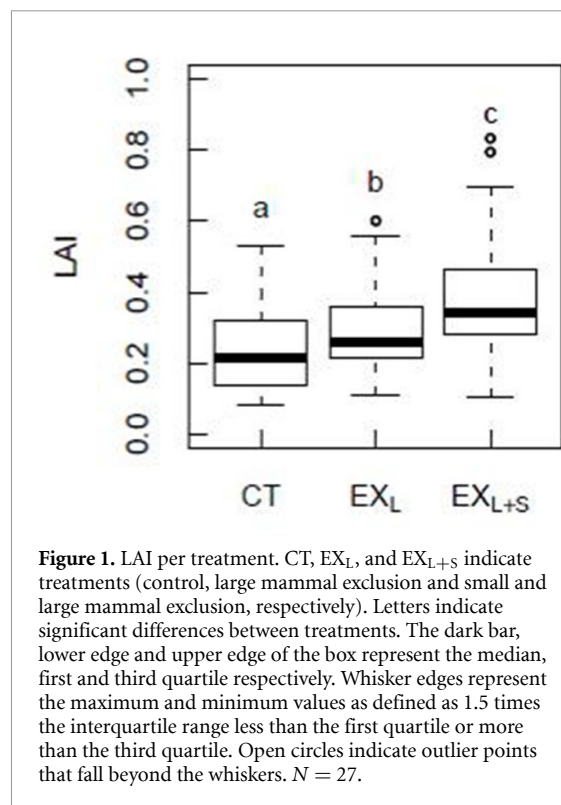 1.0
0.8
0.6
0.4
0.2
0.0
LAI
a
b
c
CT EX_L EX_{L+S}
Figure 1. LAI per treatment. CT, EX_L, and EX_{L+S} indicate
treatments (control, large mammal exclusion and small and
large mammal exclusion, respectively). Letters indicate
significant differences between treatments. The dark bar,
lower edge and upper edge of the box represent the median,
first and third quartile respectively. Whisker edges represent
the maximum and minimum values as defined as 1.5 times
the interquartile range less than the first quartile or more
than the third quartile. Open circles indicate outlier points
that fall beyond the whiskers. N = 27.